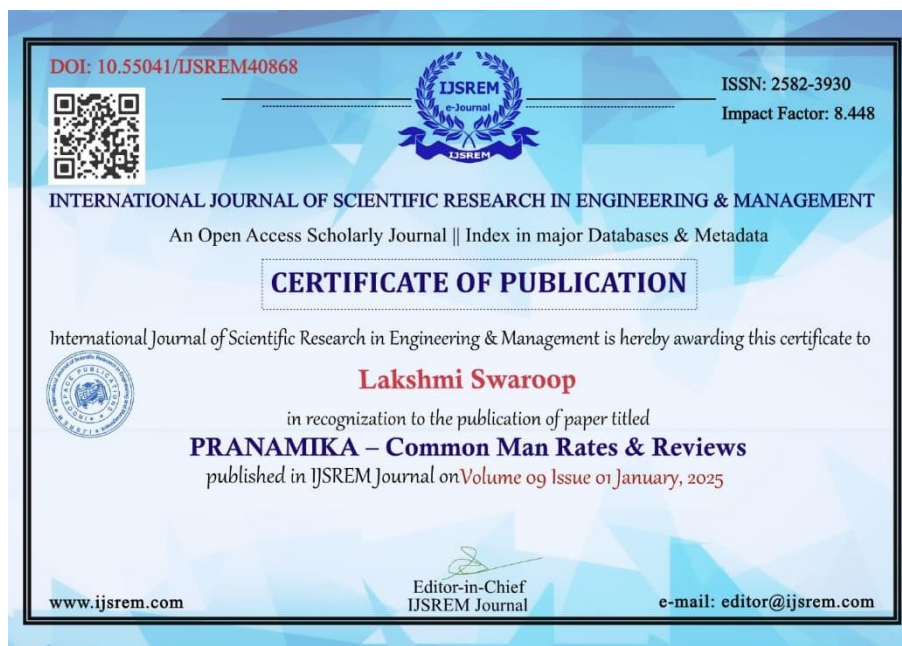 DOI: 10.55041/IJSREM40868
ISSN: 2582-3930
Impact Factor: 8.448
IJSREM
e-Journal
IJSREM
INTERNATIONAL JOURNAL OF SCIENTIFIC RESEARCH IN ENGINEERING & MANAGEMENT
An Open Access Scholarly Journal || Index in major Databases & Metadata
CERTIFICATE OF PUBLICATION
International Journal of Scientific Research in Engineering & Management is hereby awarding this certificate to
Lakshmi Swaroop
in recognization to the publication of paper titled
PRANAMIKA – Common Man Rates & Reviews
published in IJSREM Journal on Volume 09 Issue 01 January, 2025
Editor-in-Chief
IJSREM Journal
www.ijsrem.com
e-mail: editor@ijsrem.com